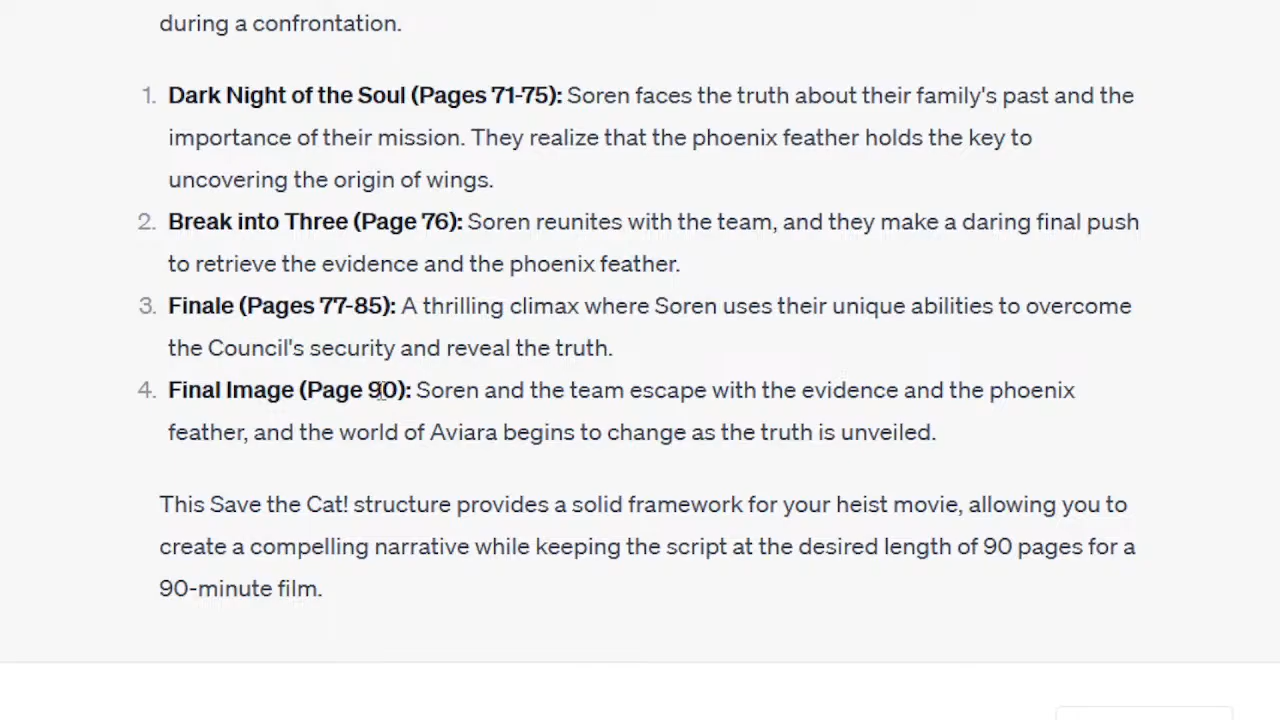 during a confrontation.
1. Dark Night of the Soul (Pages 71-75): Soren faces the truth about their family's past and the
importance of their mission. They realize that the phoenix feather holds the key to
uncovering the origin of wings.
2. Break into Three (Page 76): Soren reunites with the team, and they make a daring final push
to retrieve the evidence and the phoenix feather.
3. Finale (Pages 77-85): A thrilling climax where Soren uses their unique abilities to overcome
the Council's security and reveal the truth.
4. Final Image (Page 90): Soren and the team escape with the evidence and the phoenix
feather, and the world of Aviara begins to change as the truth is unveiled.
This Save the Cat! structure provides a solid framework for your heist movie, allowing you to
create a compelling narrative while keeping the script at the desired length of 90 pages for a
90-minute film.